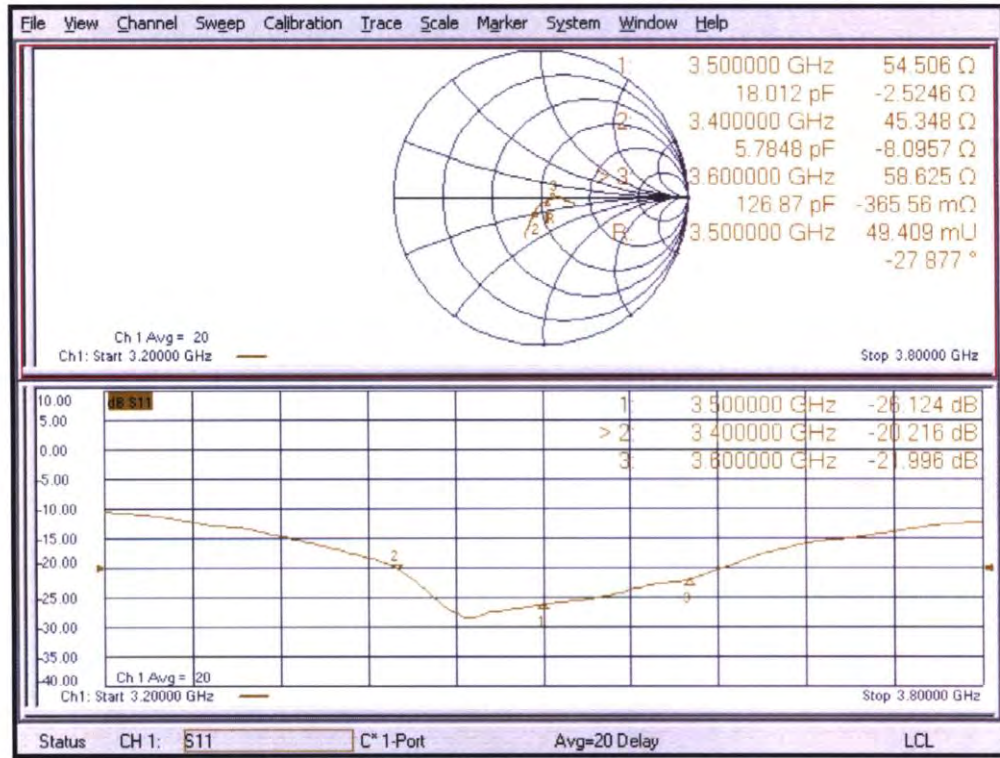 File View Channel Sweep Calibration Trace Scale Marker System Window Help
1: 3.500000 GHz 54.506 Ω
18.012 pF -2.5246 Ω
2: 3.400000 GHz 45.348 Ω
5.7848 pF -8.0957 Ω
> 3: 3.600000 GHz 58.625 Ω
126.87 pF -365.56 mΩ
R: 3.500000 GHz 49.409 mU
-27.877 °
3
2
R
Ch 1 Avg = 20
Ch1: Start 3.20000 GHz Stop 3.80000 GHz
dB S11
1: 3.500000 GHz -26.124 dB
> 2: 3.400000 GHz -20.216 dB
3: 3.600000 GHz -21.996 dB
10.00
5.00
0.00
-5.00
-10.00
-15.00
-20.00
-25.00
-30.00
-35.00
-40.00
2
1
3
Ch 1 Avg = 20
Ch1: Start 3.20000 GHz Stop 3.80000 GHz
Status CH 1: S11 C* 1-Port Avg=20 Delay LCL